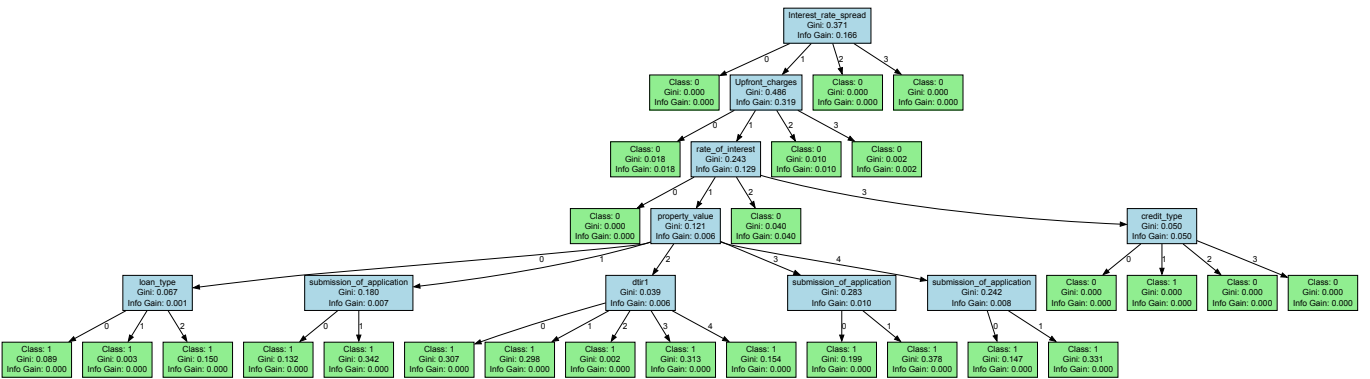 Interest_rate_spread
Gini: 0.371
Info Gain: 0.166
0
1
2
3
Class: 0
Gini: 0.000
Info Gain: 0.000
Upfront_charges
Gini: 0.486
Info Gain: 0.319
Class: 0
Gini: 0.000
Info Gain: 0.000
Class: 0
Gini: 0.000
Info Gain: 0.000
0
1
2
3
Class: 0
Gini: 0.018
Info Gain: 0.018
rate_of_interest
Gini: 0.243
Info Gain: 0.129
Class: 0
Gini: 0.010
Info Gain: 0.010
Class: 0
Gini: 0.002
Info Gain: 0.002
0
1
2
3
Class: 0
Gini: 0.000
Info Gain: 0.000
property_value
Gini: 0.121
Info Gain: 0.006
Class: 0
Gini: 0.040
Info Gain: 0.040
credit_type
Gini: 0.050
Info Gain: 0.050
0
1
2
3
4
0
1
2
3
loan_type
Gini: 0.067
Info Gain: 0.001
submission_of_application
Gini: 0.180
Info Gain: 0.007
dtir1
Gini: 0.039
Info Gain: 0.006
submission_of_application
Gini: 0.283
Info Gain: 0.010
submission_of_application
Gini: 0.242
Info Gain: 0.008
Class: 0
Gini: 0.000
Info Gain: 0.000
Class: 1
Gini: 0.000
Info Gain: 0.000
Class: 0
Gini: 0.000
Info Gain: 0.000
Class: 0
Gini: 0.000
Info Gain: 0.000
0
1
2
0
1
0
1
2
3
4
0
1
0
1
Class: 1
Gini: 0.089
Info Gain: 0.000
Class: 1
Gini: 0.003
Info Gain: 0.000
Class: 1
Gini: 0.150
Info Gain: 0.000
Class: 1
Gini: 0.132
Info Gain: 0.000
Class: 1
Gini: 0.342
Info Gain: 0.000
Class: 1
Gini: 0.307
Info Gain: 0.000
Class: 1
Gini: 0.298
Info Gain: 0.000
Class: 1
Gini: 0.002
Info Gain: 0.000
Class: 1
Gini: 0.313
Info Gain: 0.000
Class: 1
Gini: 0.154
Info Gain: 0.000
Class: 1
Gini: 0.199
Info Gain: 0.000
Class: 1
Gini: 0.378
Info Gain: 0.000
Class: 1
Gini: 0.147
Info Gain: 0.000
Class: 1
Gini: 0.331
Info Gain: 0.000